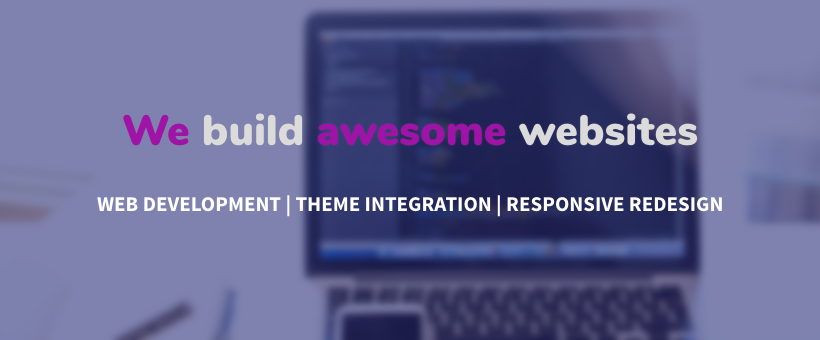 We build awesome websites
WEB DEVELOPMENT | THEME INTEGRATION | RESPONSIVE REDESIGN